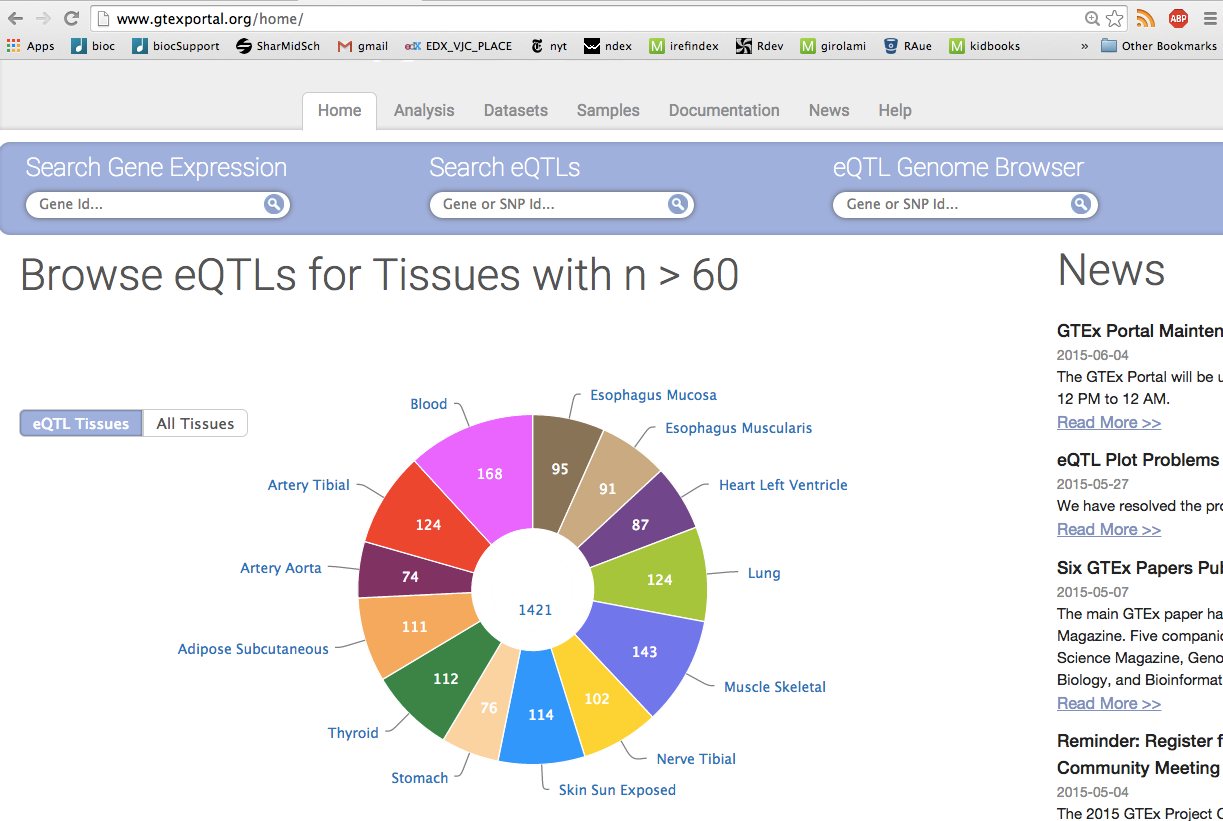 www.gtexportal.org/home/
ABP
Apps bioc biocSupport SharMidSch gmail EDX_VJC_PLACE nyt ndex irefindex Rdev girolami RAue kidbooks » Other Bookmarks
Home Analysis Datasets Samples Documentation News Help
Search Gene Expression Search eQTLs eQTL Genome Browser
Gene Id... Gene or SNP Id... Gene or SNP Id...
Browse eQTLs for Tissues with n > 60
eQTL Tissues All Tissues
Esophagus Mucosa
95
Esophagus Muscularis
91
Heart Left Ventricle
87
Lung
124
Muscle Skeletal
143
Nerve Tibial
102
Skin Sun Exposed
114
Stomach
76
Thyroid
112
Adipose Subcutaneous
111
Artery Aorta
74
Artery Tibial
124
Blood
168
1421
News
GTEx Portal Mainten
2015-06-04
The GTEx Portal will be u
12 PM to 12 AM.
Read More >>
eQTL Plot Problems
2015-05-27
We have resolved the pro
Read More >>
Six GTEx Papers Pub
2015-05-07
The main GTEx paper ha
Magazine. Five companio
Science Magazine, Geno
Biology, and Bioinformat
Read More >>
Reminder: Register f
Community Meeting
2015-05-04
The 2015 GTEx Project C